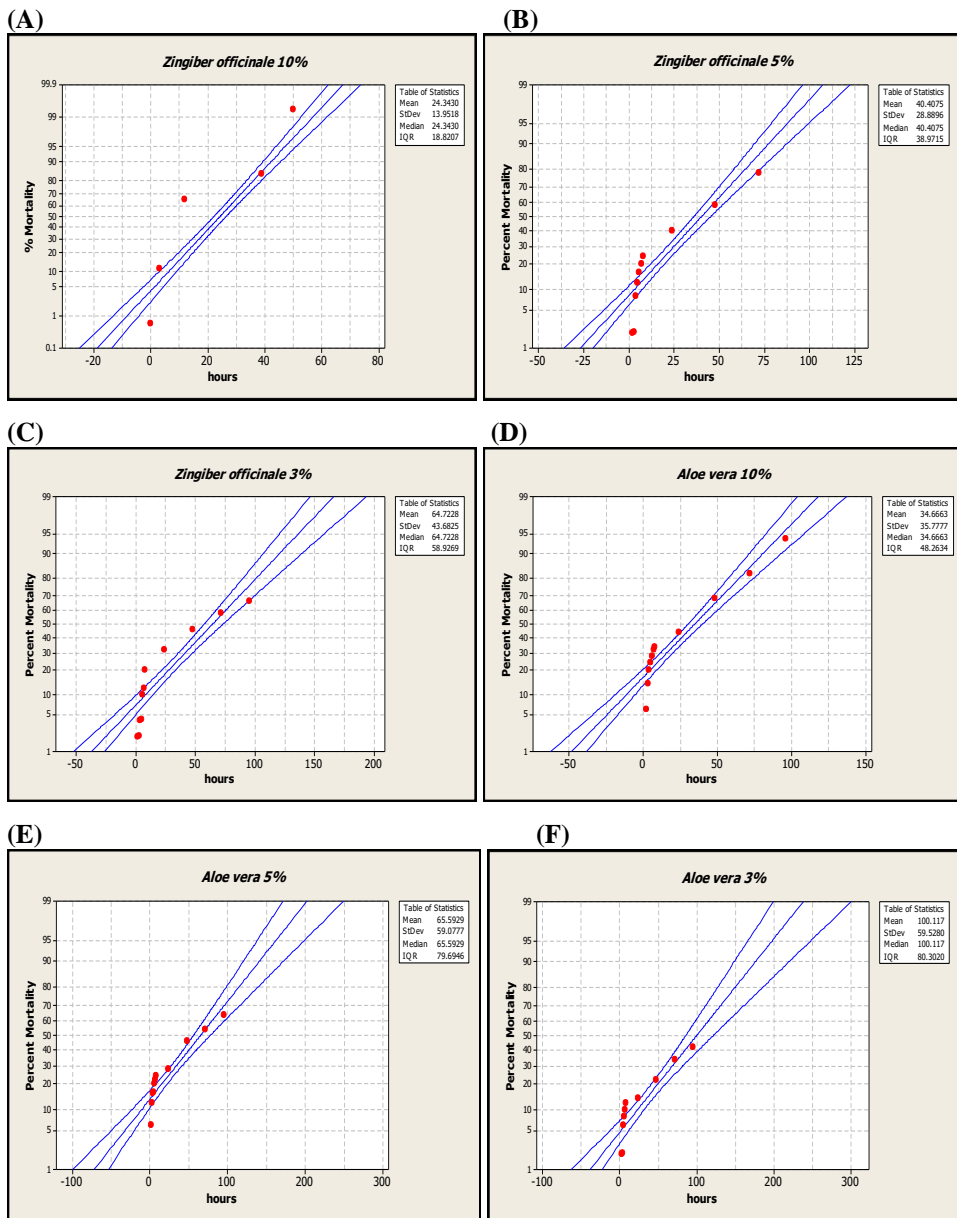 (A)
Zingiber officinale 10%
Table of Statistics
Mean 24.3430
StDev 13.9518
Median 24.3430
IQR 18.8207
% Mortality
99.9
99
95
90
80
70
60
50
40
30
20
10
5
1
0.1
-20 0 20 40 60 80
hours
(B)
Zingiber officinale 5%
Table of Statistics
Mean 40.4075
StDev 28.8896
Median 40.4075
IQR 38.9715
Percent Mortality
99
95
90
80
70
60
50
40
30
20
10
5
1
-50 -25 0 25 50 75 100 125
hours
(C)
Zingiber officinale 3%
Table of Statistics
Mean 64.7228
StDev 43.6825
Median 64.7228
IQR 58.9269
Percent Mortality
99
95
90
80
70
60
50
40
30
20
10
5
1
-50 0 50 100 150 200
hours
(D)
Aloe vera 10%
Table of Statistics
Mean 34.6663
StDev 35.7777
Median 34.6663
IQR 48.2634
Percent Mortality
99
95
90
80
70
60
50
40
30
20
10
5
1
-50 0 50 100 150
hours
(E)
Aloe vera 5%
Table of Statistics
Mean 65.5929
StDev 59.0777
Median 65.5929
IQR 79.6946
Percent Mortality
99
95
90
80
70
60
50
40
30
20
10
5
1
-100 0 100 200 300
hours
(F)
Aloe vera 3%
Table of Statistics
Mean 100.117
StDev 59.5280
Median 100.117
IQR 80.3020
Percent Mortality
99
95
90
80
70
60
50
40
30
20
10
5
1
-100 0 100 200 300
hours